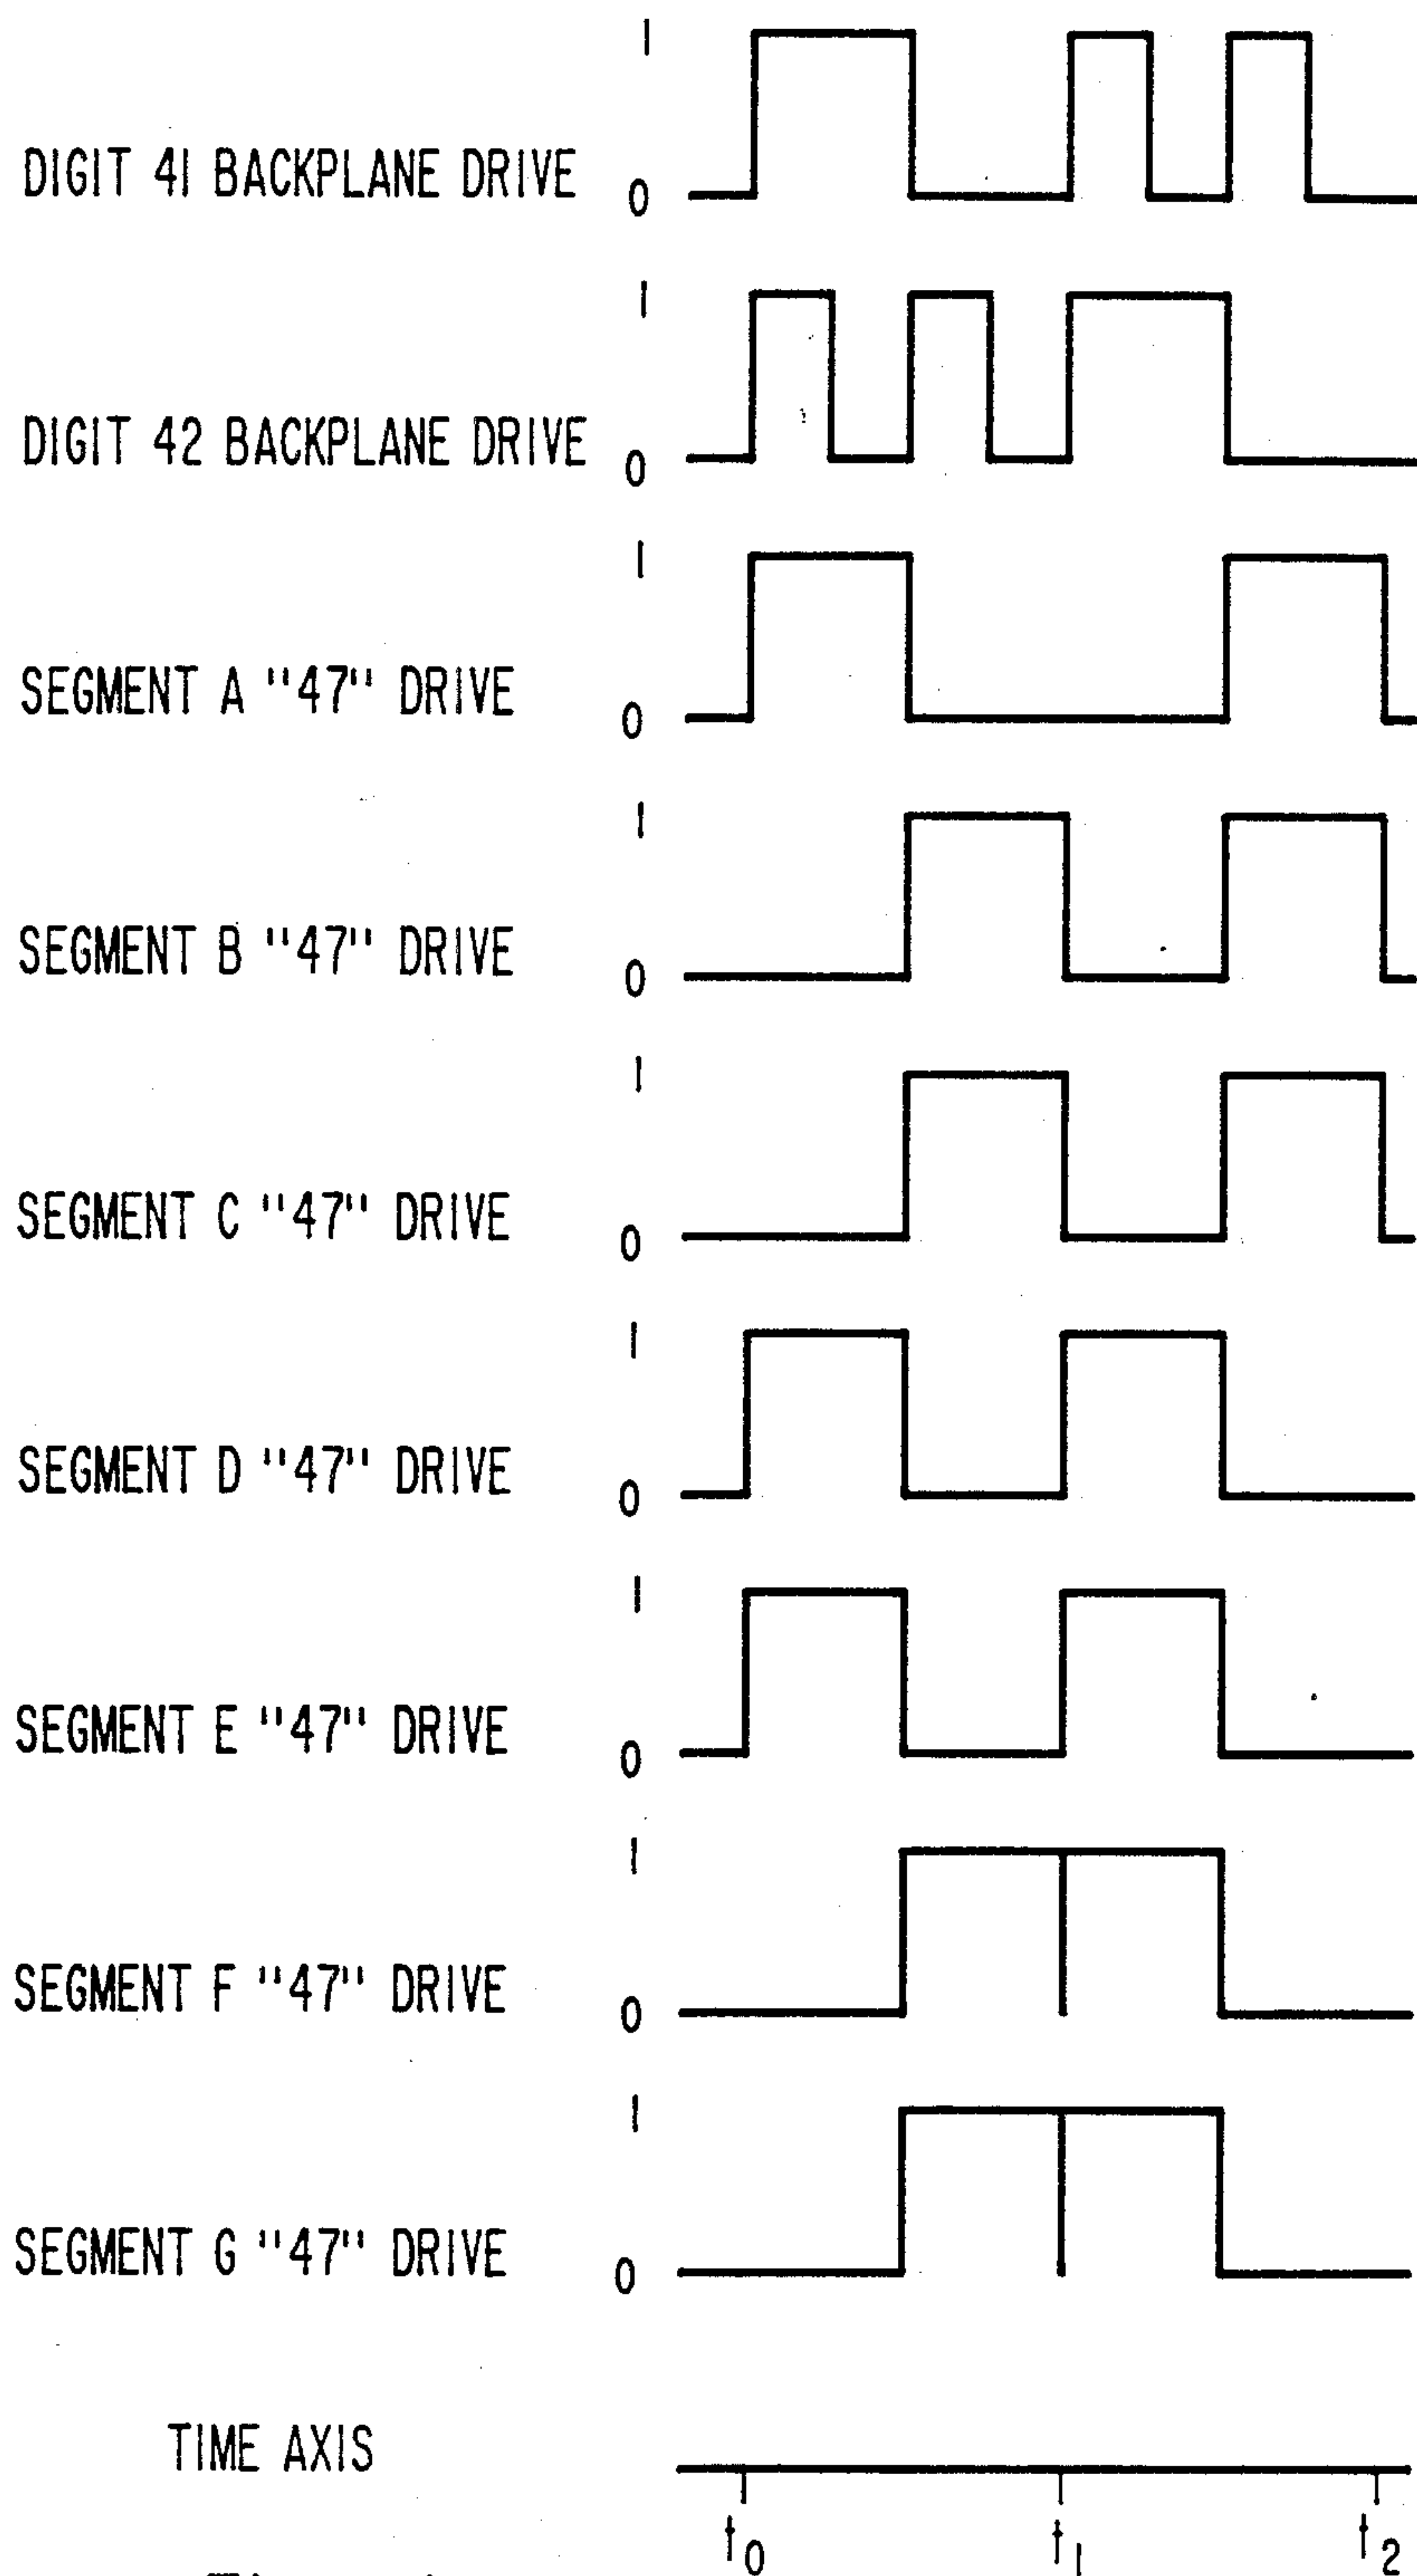 1
DIGIT 41 BACKPLANE DRIVE
0
1
DIGIT 42 BACKPLANE DRIVE
0
1
SEGMENT A "47" DRIVE
0
1
SEGMENT B "47" DRIVE
0
1
SEGMENT C "47" DRIVE
0
1
SEGMENT D "47" DRIVE
0
1
SEGMENT E "47" DRIVE
0
1
SEGMENT F "47" DRIVE
0
1
SEGMENT G "47" DRIVE
0
TIME AXIS
t0 t1 t2